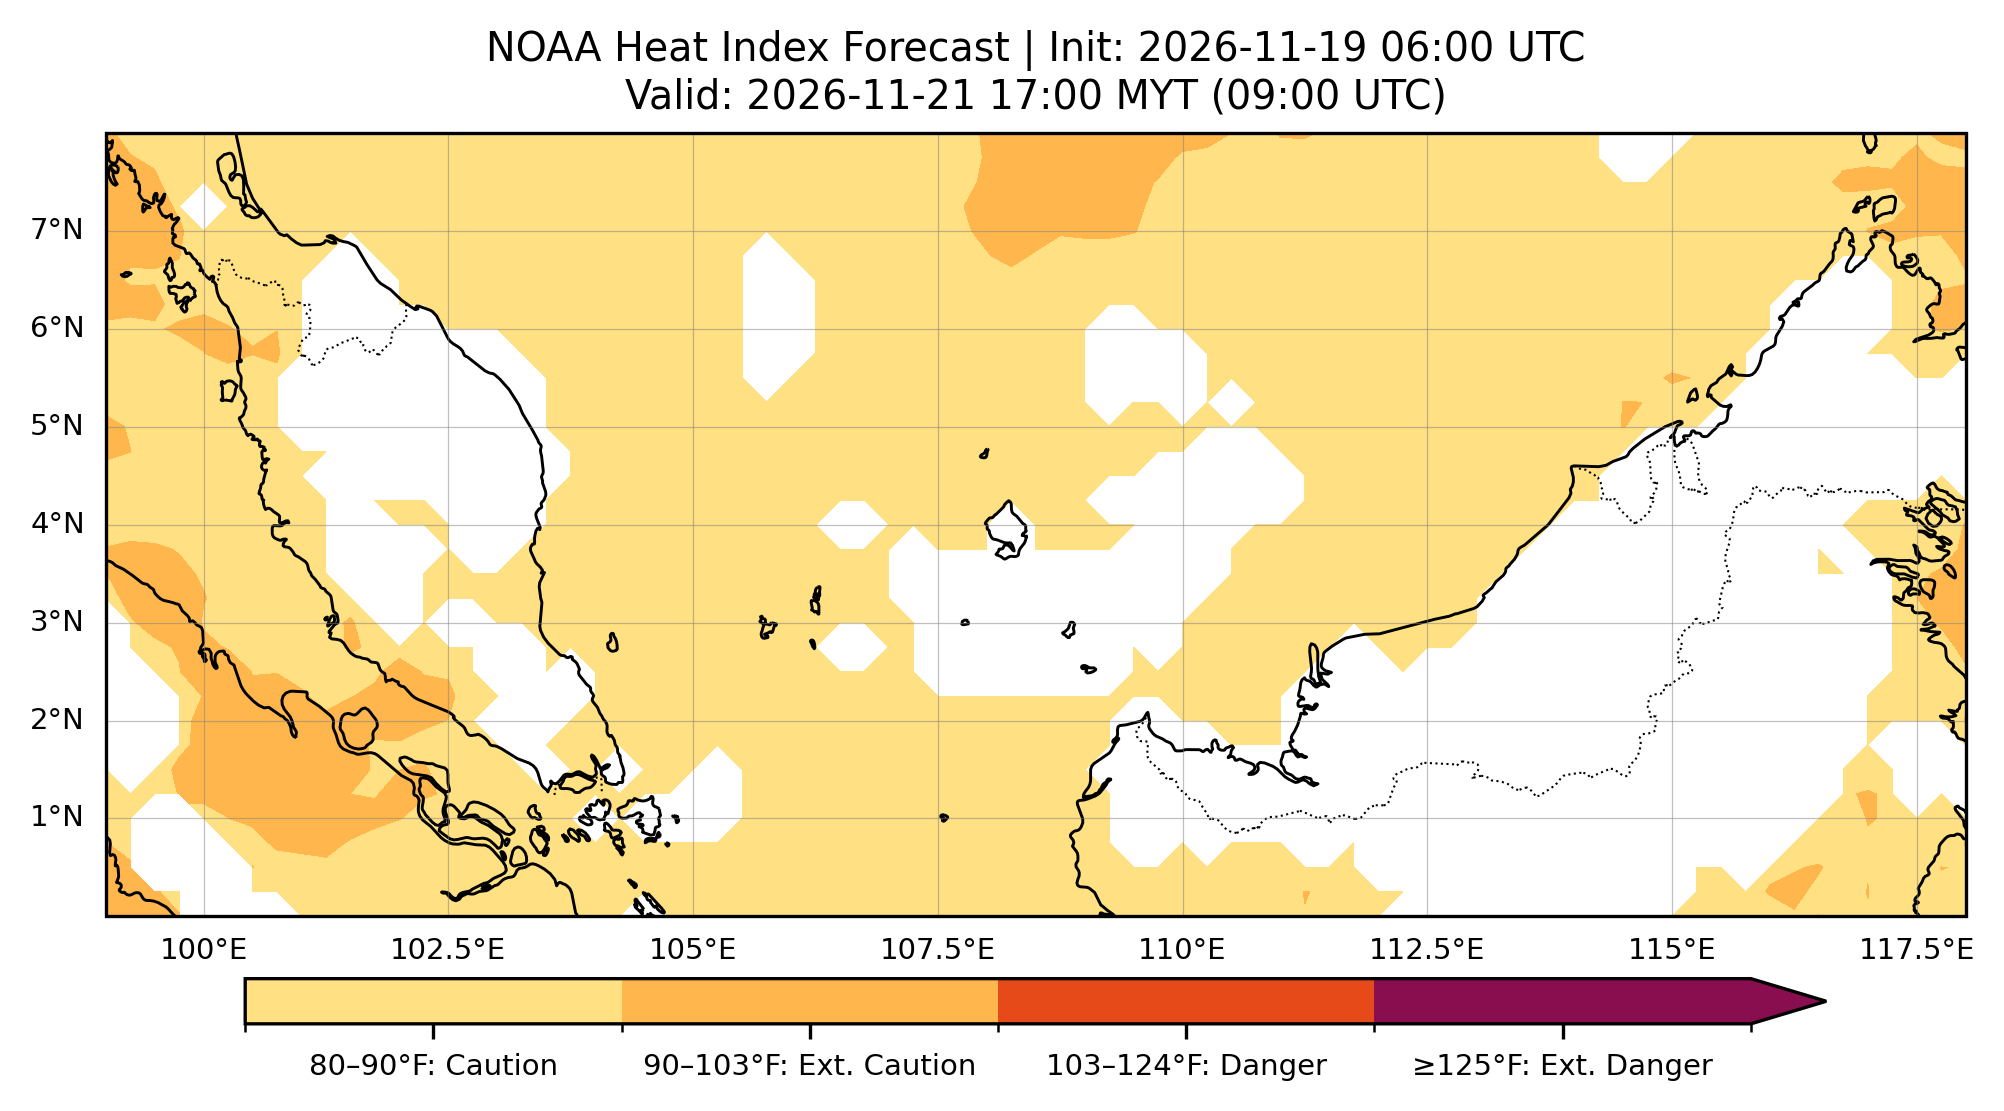 NOAA Heat Index Forecast | Init: 2026-11-19 06:00 UTC
Valid: 2026-11-21 17:00 MYT (09:00 UTC)
7°N
6°N
5°N
4°N
3°N
2°N
1°N
100°E 102.5°E 105°E 107.5°E 110°E 112.5°E 115°E 117.5°E
80–90°F: Caution 90–103°F: Ext. Caution 103–124°F: Danger ≥125°F: Ext. Danger